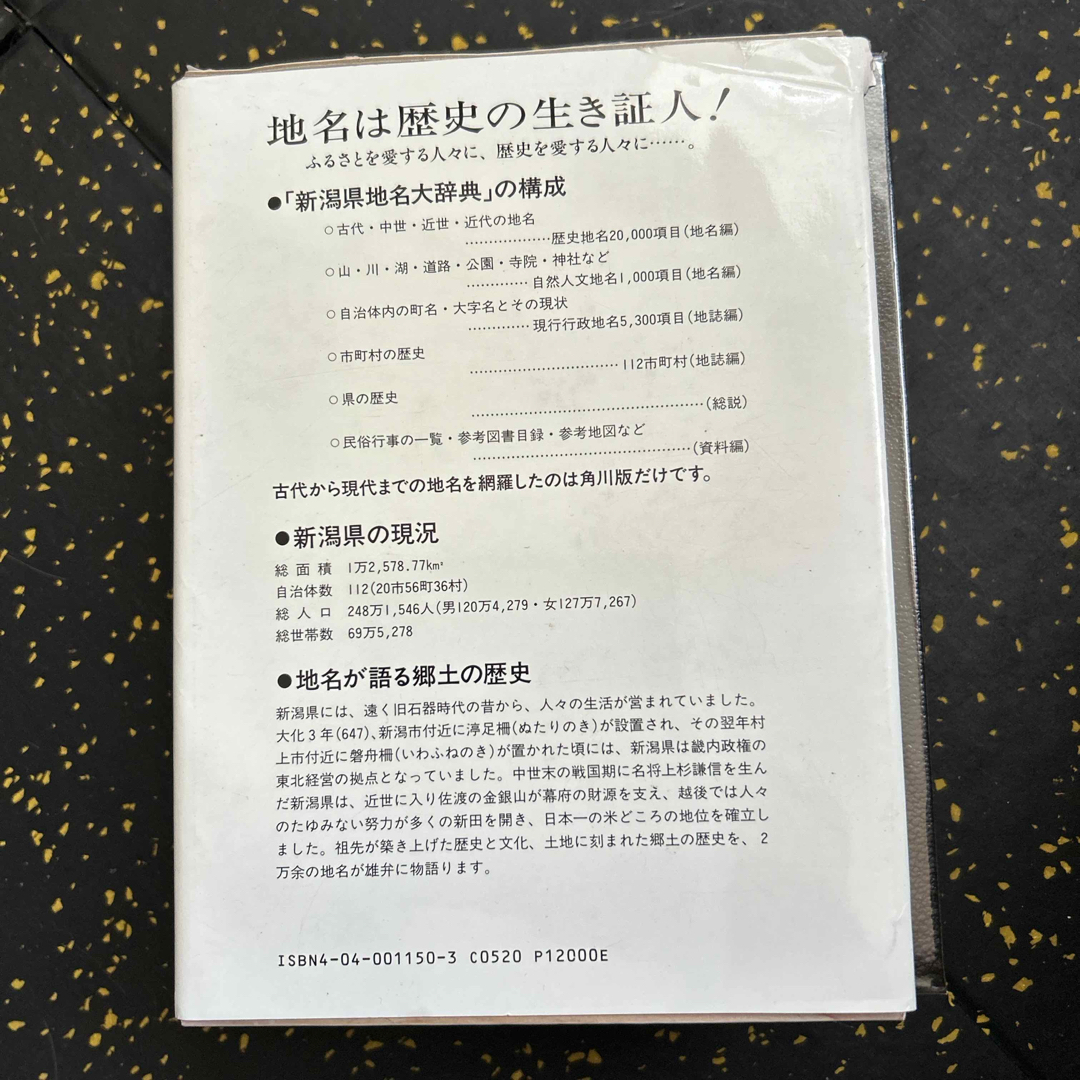 地名は歴史の生き証人！
ふるさとを愛する人々に、歴史を愛する人々に……。
●「新潟県地名大辞典」の構成
○古代・中世・近世・近代の地名
………………歴史地名20,000項目(地名編)
○山・川・湖・道路・公園・寺院・神社など
…………自然人文地名1,000項目(地名編)
○自治体内の町名・大字名とその現状
…………現行行政地名5,300項目(地誌編)
○市町村の歴史
…………………………112市町村(地誌編)
○県の歴史
………………………………………(総説)
○民俗行事の一覧・参考図書目録・参考地図など
……………………………………(資料編)
古代から現代までの地名を網羅したのは角川版だけです。
●新潟県の現況
総面積 1万2,578.77km²
自治体数 112(20市56町36村)
総人口 248万1,546人(男120万4,279・女127万7,267)
総世帯数 69万5,278
●地名が語る郷土の歴史
新潟県には、遠く旧石器時代の昔から、人々の生活が営まれていました。
大化3年(647)、新潟市付近に渟足柵(ぬたりのき)が設置され、その翌年村
上市付近に磐舟柵(いわふねのき)が置かれた頃には、新潟県は畿内政権の
東北経営の拠点となっていました。中世末の戦国期に名将上杉謙信を生ん
だ新潟県は、近世に入り佐渡の金銀山が幕府の財源を支え、越後では人々
のたゆみない努力が多くの新田を開き、日本一の米どころの地位を確立し
ました。祖先が築き上げた歴史と文化、土地に刻まれた郷土の歴史を、2
万余の地名が雄弁に物語ります。
ISBN4-04-001150-3 C0520 P12000E